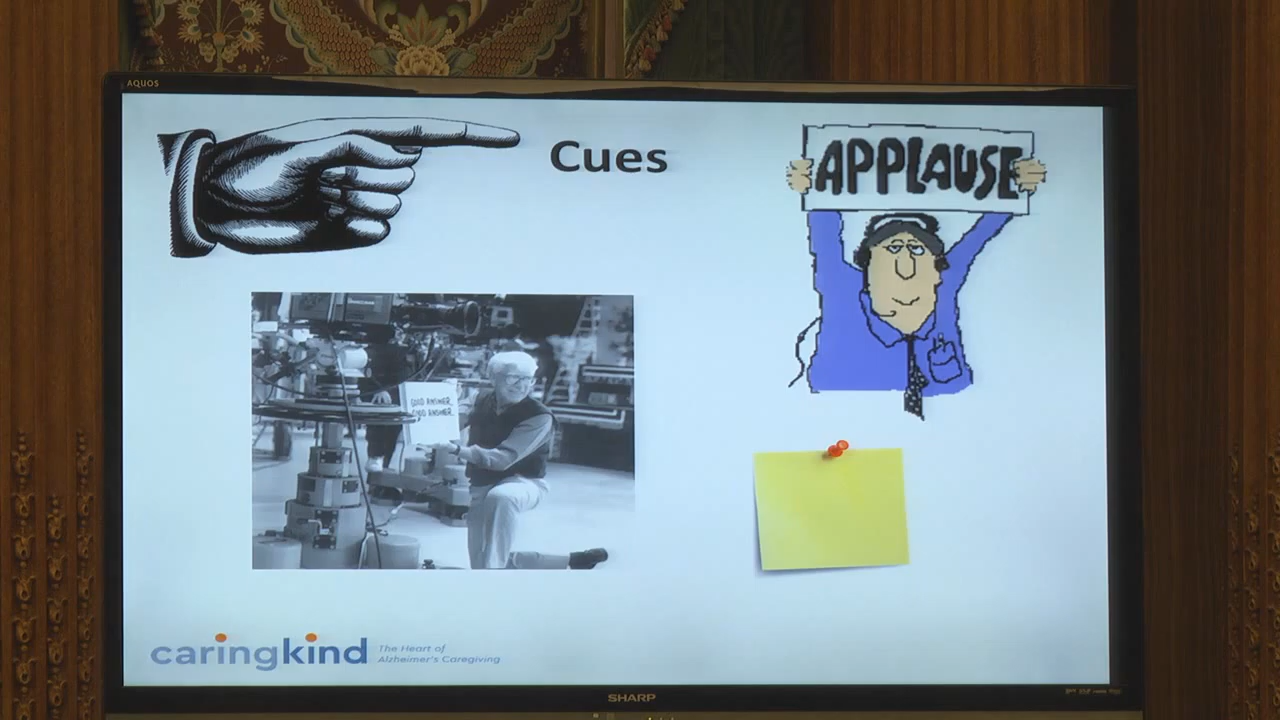 AQUOS
Cues
APPLAUSE
GOOD ANSWER.
GOOD ANSWER.
caringkind
The Heart of
Alzheimer's Caregiving
SHARP